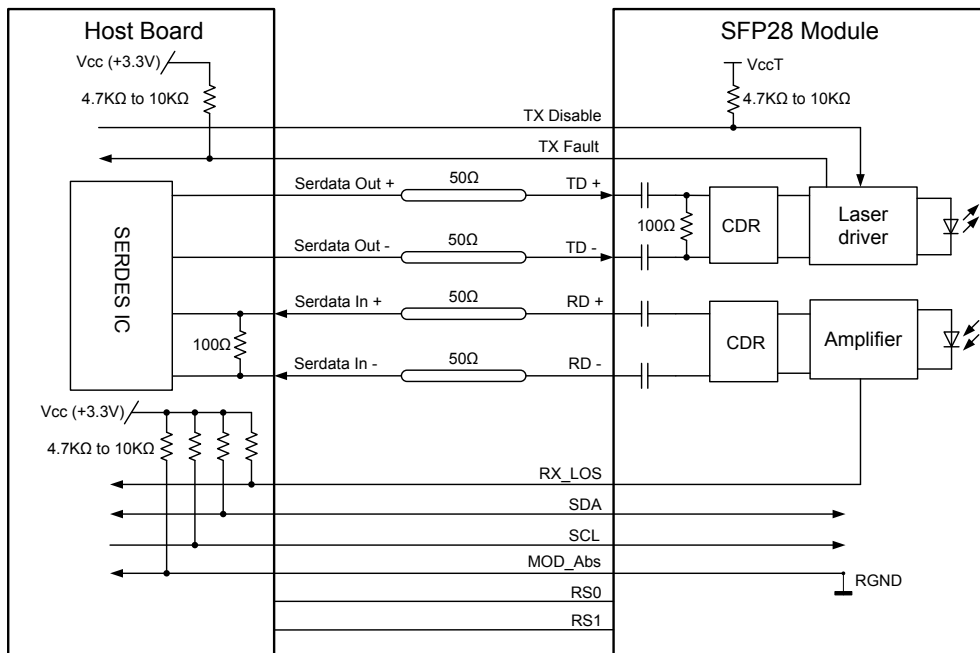 Host Board
SFP28 Module
Vcc (+3.3V)
VccT
4.7KΩ to 10KΩ
4.7KΩ to 10KΩ
TX Disable
TX Fault
SERDES IC
Serdata Out +
50Ω
TD +
100Ω
CDR
Laser
driver
Serdata Out -
50Ω
TD -
Serdata In +
50Ω
RD +
100Ω
CDR
Amplifier
Serdata In -
50Ω
RD -
Vcc (+3.3V)
4.7KΩ to 10KΩ
RX_LOS
SDA
SCL
MOD_Abs
RGND
RS0
RS1